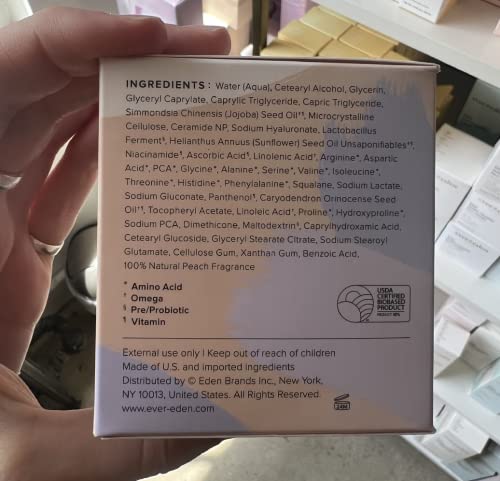 INGREDIENTS: Water (Aqua), Cetearyl Alcohol, Glycerin,
Glyceryl Caprylate, Caprylic Triglyceride, Capric Triglyceride,
Simmondsia Chinensis (Jojoba) Seed Oil*†, Microcrystalline
Cellulose, Ceramide NP, Sodium Hyaluronate, Lactobacillus
Ferment§, Helianthus Annuus (Sunflower) Seed Oil Unsaponifiables*†,
Niacinamide¶, Ascorbic Acid¶, Linolenic Acid†, Arginine*, Aspartic
Acid*, PCA*, Glycine*, Alanine*, Serine*, Valine*, Isoleucine*,
Threonine*, Histidine*, Phenylalanine*, Squalane, Sodium Lactate,
Sodium Gluconate, Panthenol¶, Caryodendron Orinocense Seed
Oil*†, Tocopheryl Acetate, Linoleic Acid†, Proline*, Hydroxyproline*,
Sodium PCA, Dimethicone, Maltodextrin§, Caprylhydroxamic Acid,
Cetearyl Glucoside, Glyceryl Stearate Citrate, Sodium Stearoyl
Glutamate, Cellulose Gum, Xanthan Gum, Benzoic Acid,
100% Natural Peach Fragrance
* Amino Acid
† Omega
§ Pre/Probiotic
¶ Vitamin
USDA
CERTIFIED
BIOBASED
PRODUCT
External use only | Keep out of reach of children
Made of U.S. and imported ingredients
Distributed by © Eden Brands Inc., New York,
NY 10013, United States. All Rights Reserved.
www.ever-eden.com
24M